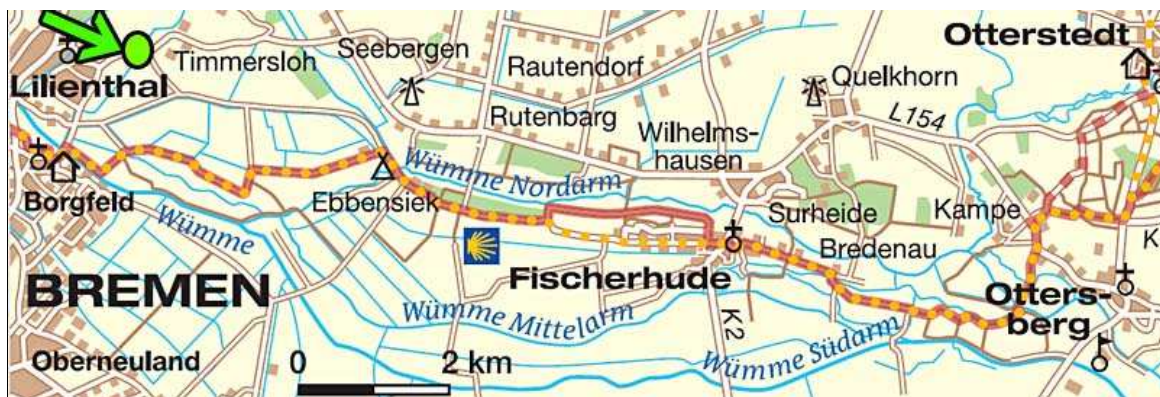 Otterstedt
Timmersloh
Seebergen
Lilienthal
Rautendorf
Quelkhorn
Rutenbarg
L154
Wilhelms-
hausen
Wümme Nordarm
Borgfeld
Ebbensiek
Surheide
Kampe
Wümme
Bredenau
K
Fischerhude
BREMEN
Otters-
berg
Wümme Mittelarm
K2
Wümme Südarm
Oberneuland
0 2 km